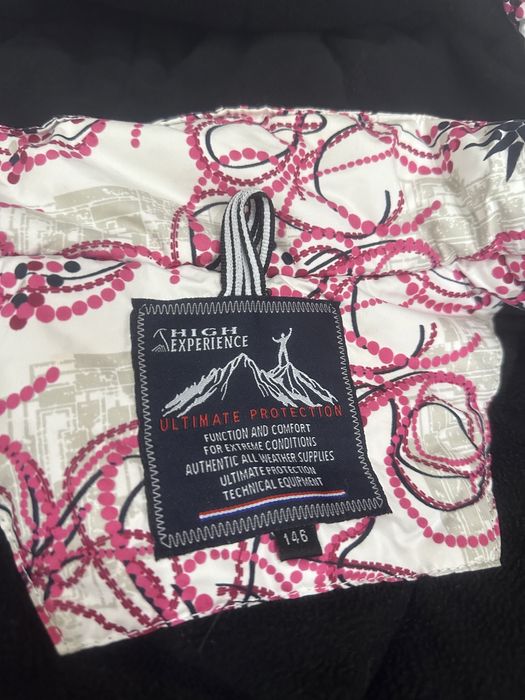 HIGH
EXPERIENCE
ULTIMATE PROTECTION
FUNCTION AND COMFORT
FOR EXTREME CONDITIONS
AUTHENTIC ALL WEATHER SUPPLIES
ULTIMATE PROTECTION
TECHNICAL EQUIPMENT
146